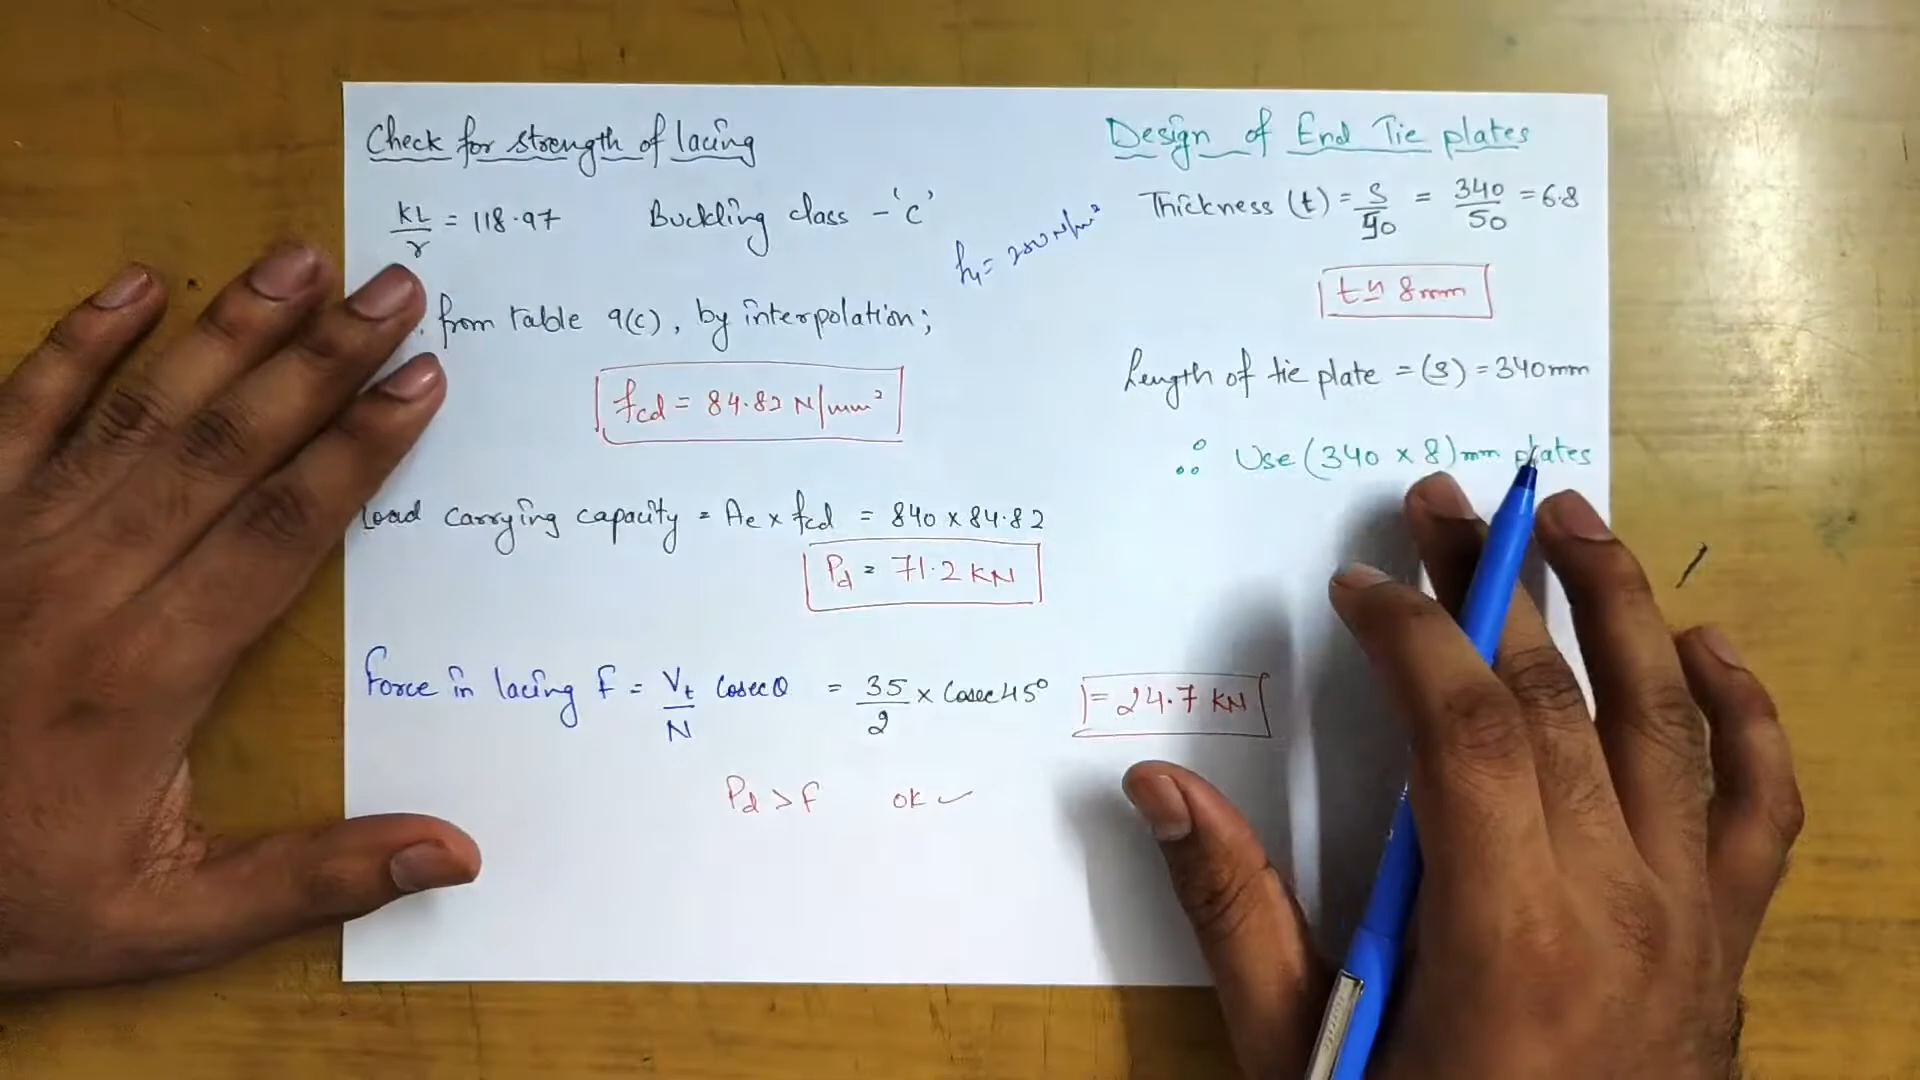 Check for strength of lacing
KL/r = 118.97 Buckling class - 'c'
from table 9(c), by interpolation;
fcd = 84.82 N/mm²
Load carrying capacity = Ae x fcd = 840 x 84.82
Pd = 71.2 KN
Force in lacing F = Vt/N Cosecθ = 35/2 x Cosec45° = 24.7 KN
Pd > F OK ✓
Design of End Tie plates
Thickness (t) = S/50 = 340/50 = 6.8
t ≃ 8mm
Length of tie plate = (S) = 340mm
∴ Use (340 x 8)mm plates